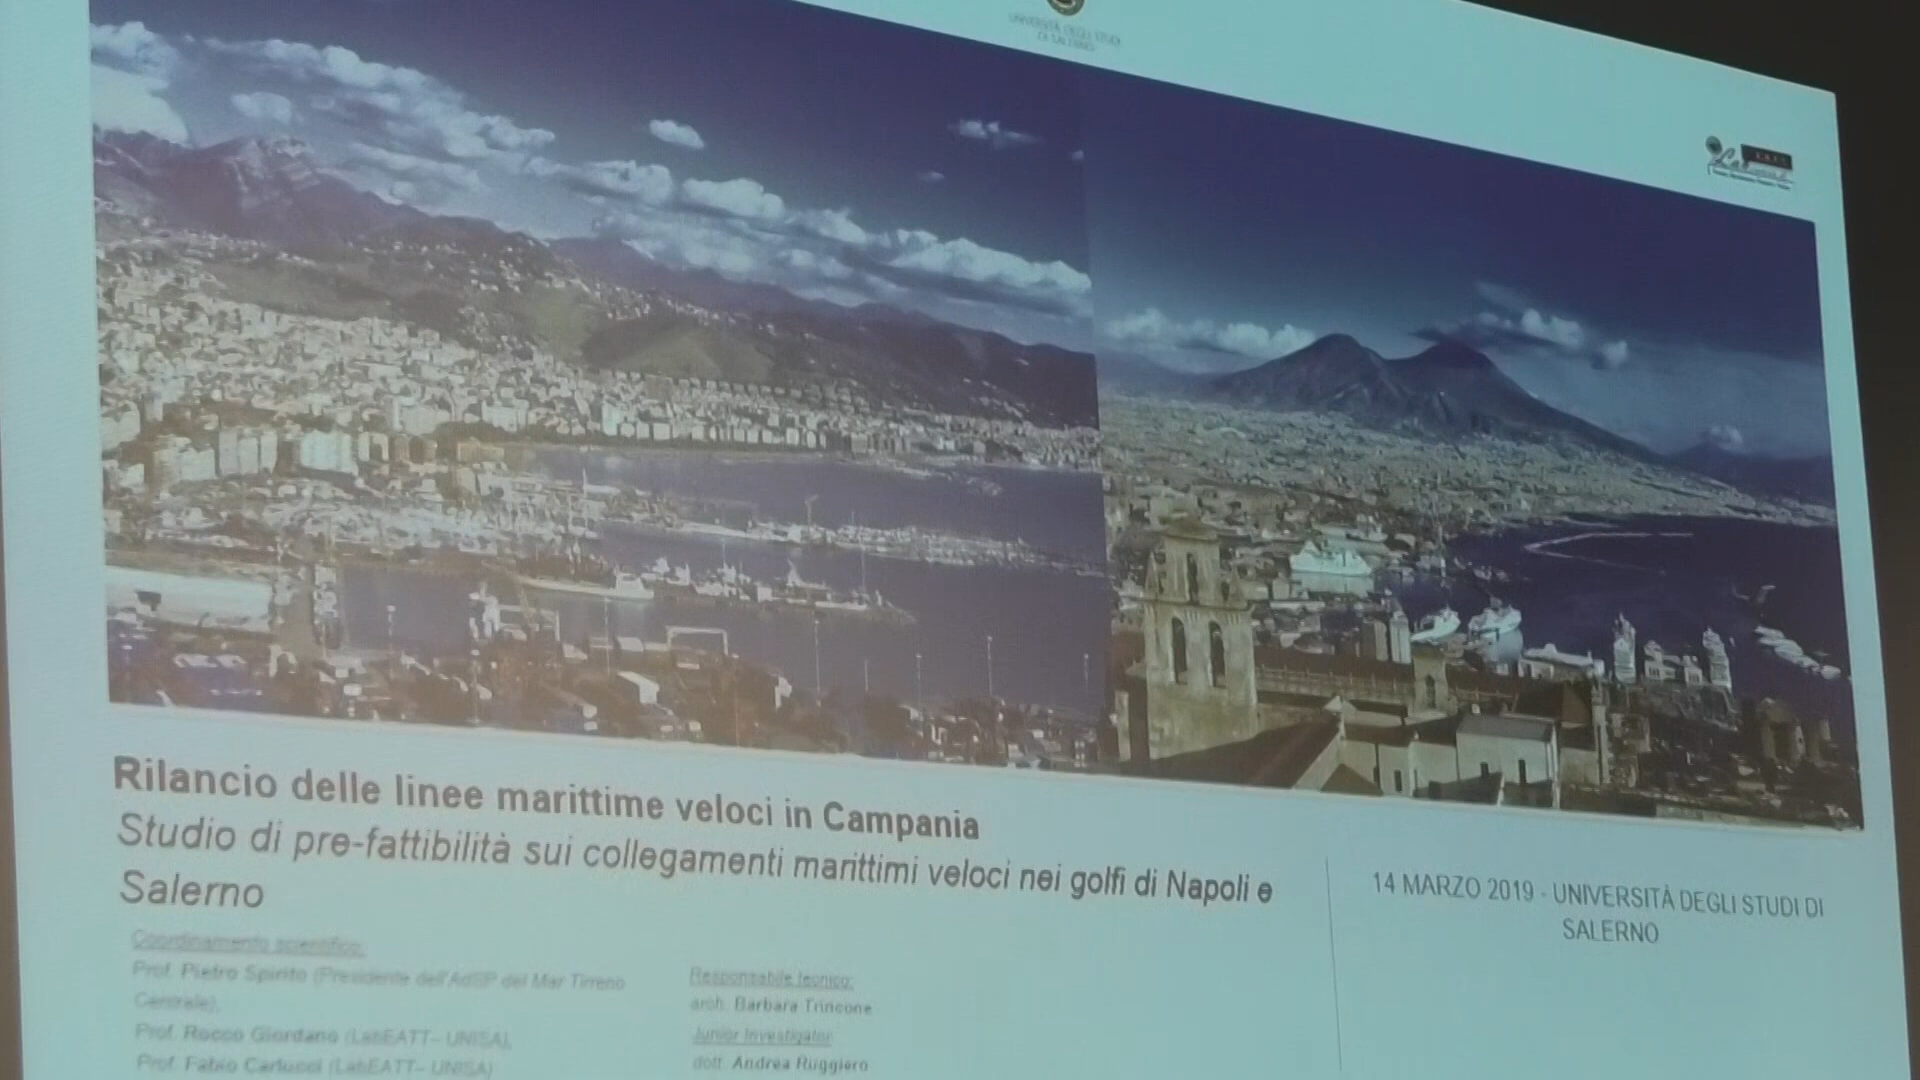 UNIVERSITÀ DEGLI STUDI
DI SALERNO
Rilancio delle linee marittime veloci in Campania
Studio di pre-fattibilità sui collegamenti marittimi veloci nei golfi di Napoli e
Salerno
14 MARZO 2019 - UNIVERSITÀ DEGLI STUDI DI
SALERNO
Coordinamento scientifico:
Prof. Pietro Spirito (Presidente dell'AdSP del Mar Tirreno
Centrale),
Prof. Rocco Giordano (LabEATT– UNISA),
Prof. Fabio Carlucci (LabEATT– UNISA)
Responsabile tecnico:
arch. Barbara Trincone
Junior Investigator
dott. Andrea Ruggiero